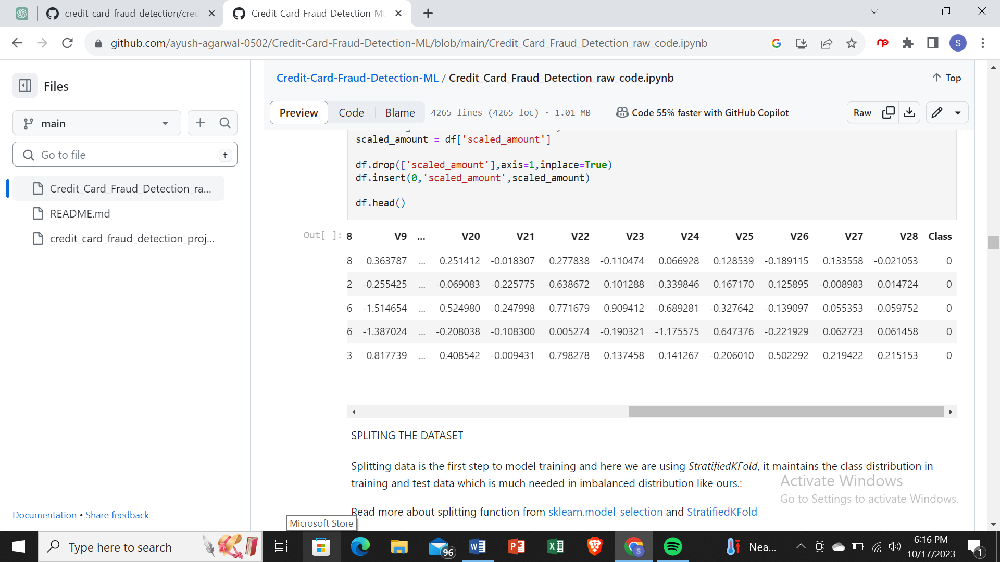 credit-card-fraud-detection/cred
Credit-Card-Fraud-Detection-ML
github.com/ayush-agarwal-0502/Credit-Card-Fraud-Detection-ML/blob/main/Credit_Card_Fraud_Detection_raw_code.ipynb
S
Files
main
Go to file
t
Credit_Card_Fraud_Detection_ra...
README.md
credit_card_fraud_detection_proj...
Documentation • Share feedback
Credit-Card-Fraud-Detection-ML / Credit_Card_Fraud_Detection_raw_code.ipynb
Top
Preview Code Blame 4265 lines (4265 loc) · 1.01 MB Code 55% faster with GitHub Copilot Raw
scaled_amount = df['scaled_amount']
df.drop(['scaled_amount'],axis=1,inplace=True)
df.insert(0,'scaled_amount',scaled_amount)
df.head()
Out[ ]:
8 V9 ... V20 V21 V22 V23 V24 V25 V26 V27 V28 Class
8 0.363787 ... 0.251412 -0.018307 0.277838 -0.110474 0.066928 0.128539 -0.189115 0.133558 -0.021053 0
2 -0.255425 ... -0.069083 -0.225775 -0.638672 0.101288 -0.339846 0.167170 0.125895 -0.008983 0.014724 0
6 -1.514654 ... 0.524980 0.247998 0.771679 0.909412 -0.689281 -0.327642 -0.139097 -0.055353 -0.059752 0
6 -1.387024 ... -0.208038 -0.108300 0.005274 -0.190321 -1.175575 0.647376 -0.221929 0.062723 0.061458 0
3 0.817739 ... 0.408542 -0.009431 0.798278 -0.137458 0.141267 -0.206010 0.502292 0.219422 0.215153 0
SPLITING THE DATASET
Splitting data is the first step to model training and here we are using StratifiedKFold, it maintains the class distribution in
training and test data which is much needed in imbalanced distribution like ours.:
Read more about splitting function from sklearn.model_selection and StratifiedKFold
Activate Windows
Go to Settings to activate Windows.
Microsoft Store
Type here to search
96
Nea...
6:16 PM
10/17/2023
1